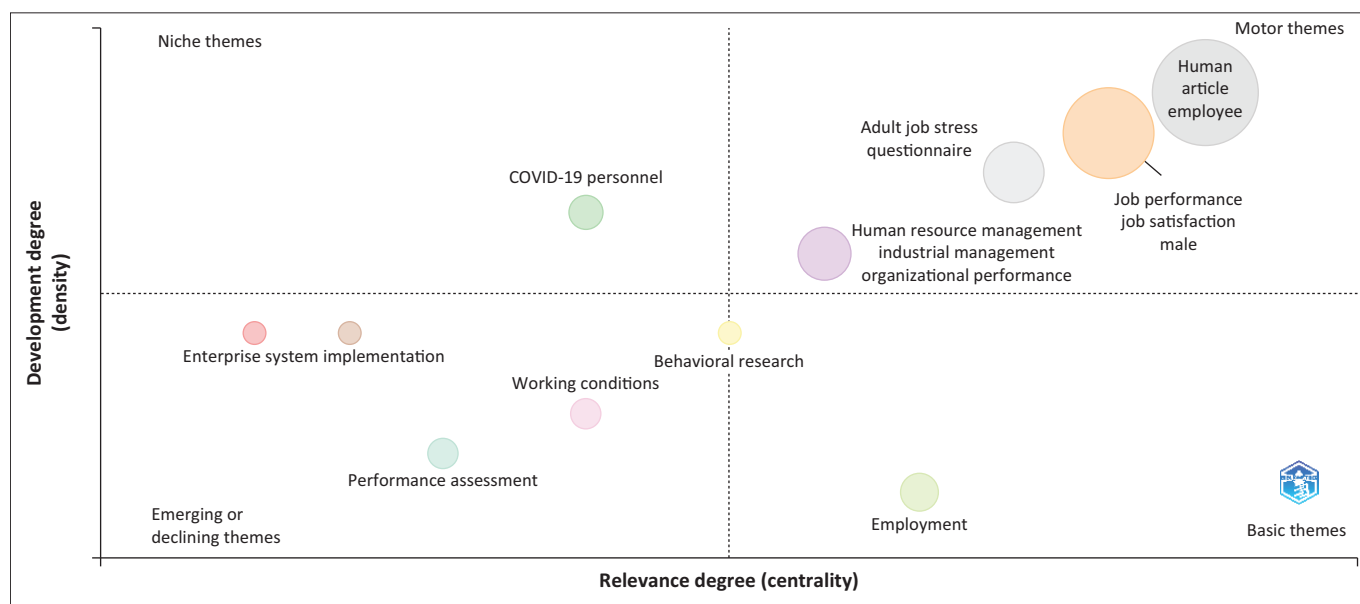 Niche themes
Motor themes
Human
article
employee
Adult job stress
questionnaire
COVID-19 personnel
Job performance
job satisfaction
male
Human resource management
industrial management
organizational performance
Development degree
(density)
Enterprise system implementation
Behavioral research
Working conditions
Performance assessment
Employment
Emerging or
declining themes
Basic themes
Relevance degree (centrality)